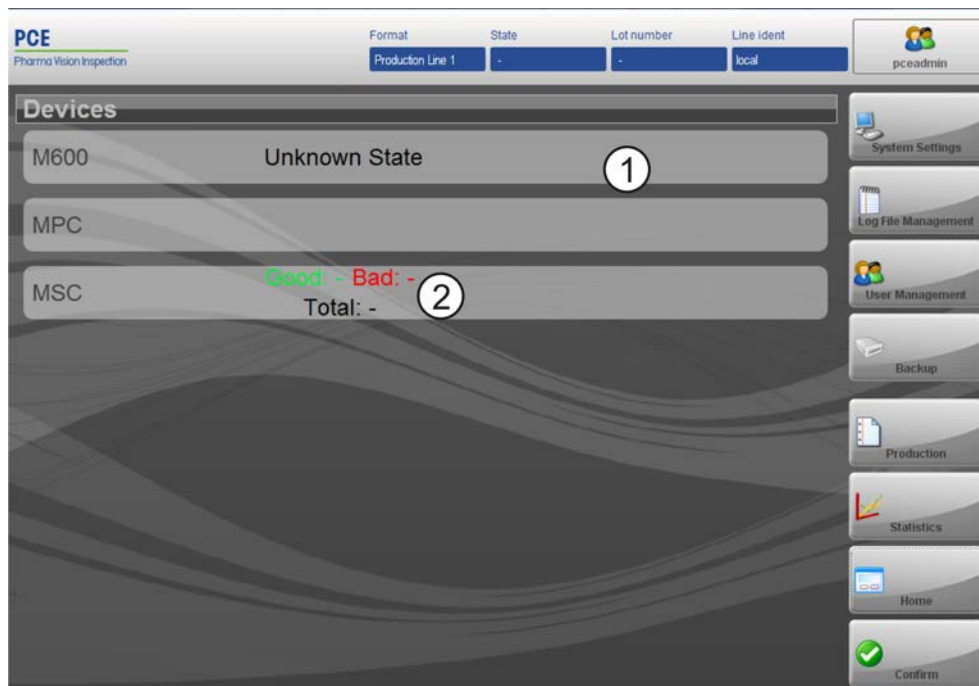 PCE
Pharma Vision Inspection
Format State Lot number Line ident
Production Line 1 - - local
pceadmin
Devices
M600 Unknown State 1
MPC
MSC Good: - Bad: - 2
Total: -
System Settings
Log File Management
User Management
Backup
Production
Statistics
Home
Confirm